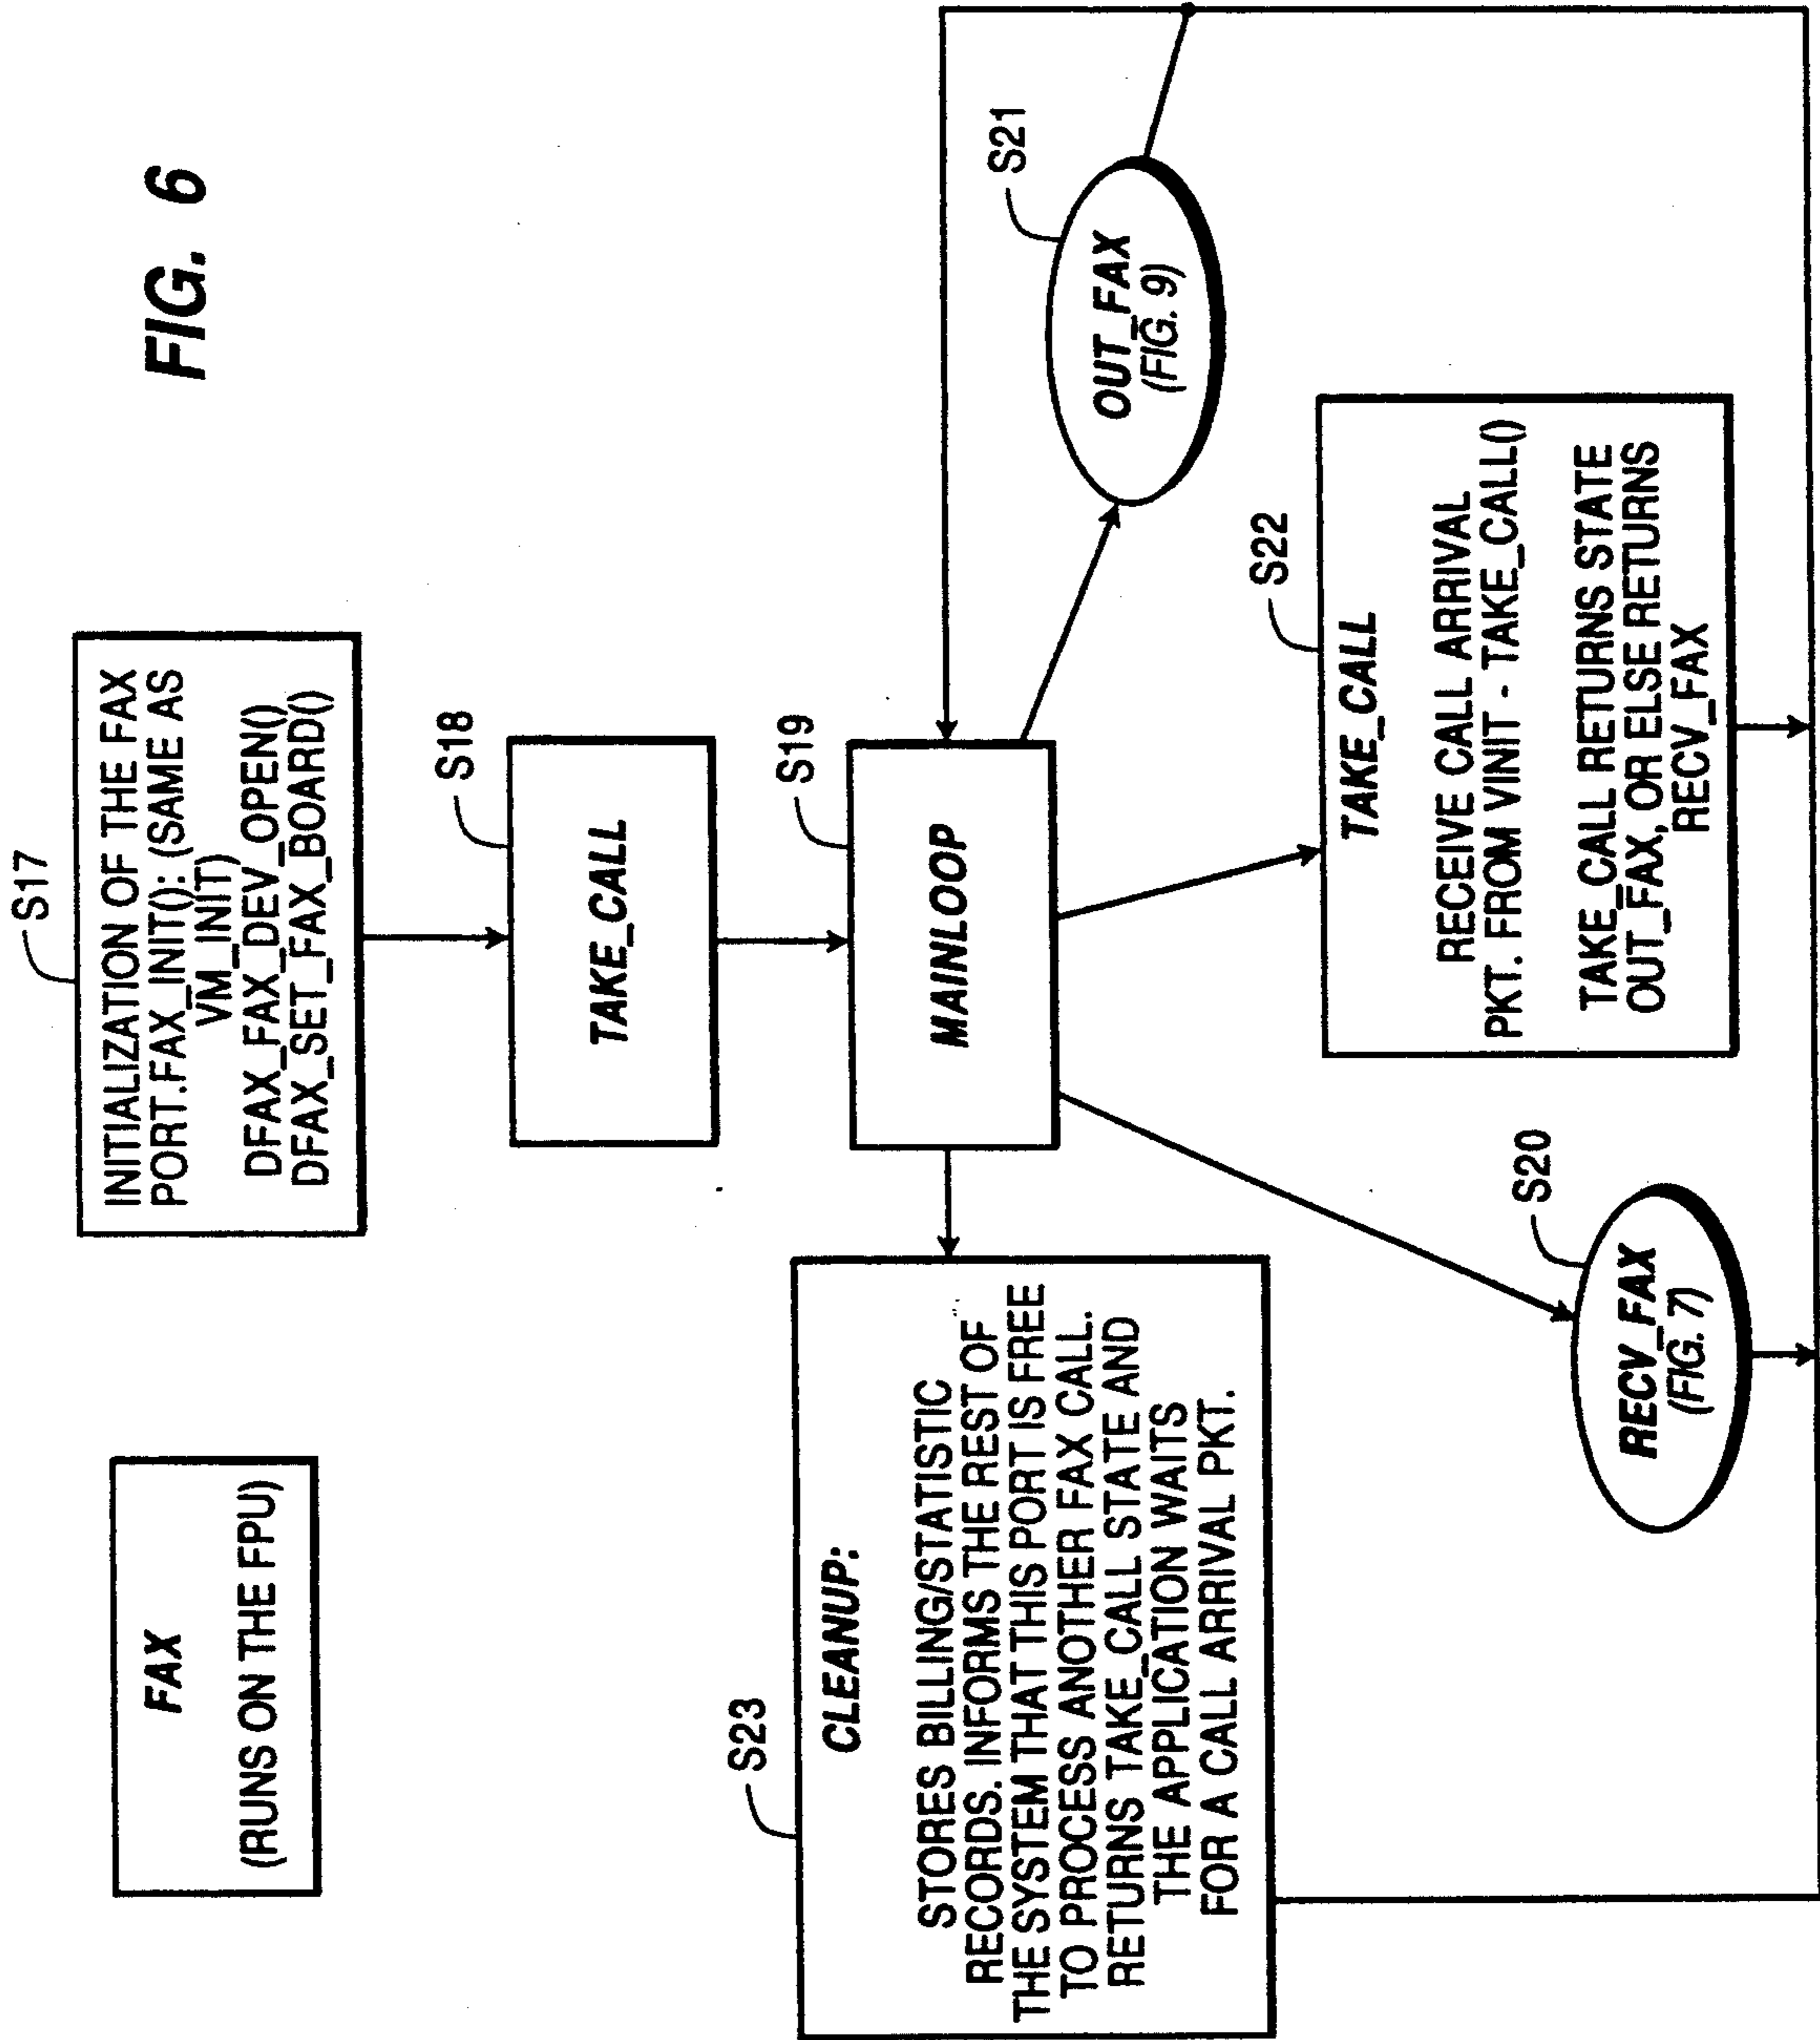 FIG. 6
FAX
(RUNS ON THE FPU)
S17
INITIALIZATION OF THE FAX
PORT.FAX_INIT(): (SAME AS
VM_INIT)
DFAX_FAX_DEV_OPEN()
DFAX_SET_FAX_BOARD()
S18
TAKE_CALL
S19
MAINLOOP
S23
CLEANUP:
STORES BILLING/STATISTIC
RECORDS. INFORMS THE REST OF
THE SYSTEM THAT THIS PORT IS FREE
TO PROCESS ANOTHER FAX CALL.
RETURNS TAKE_CALL STATE AND
THE APPLICATION WAITS
FOR A CALL ARRIVAL PKT.
S20
RECV_FAX
(FIG. 7)
S22
TAKE_CALL
RECEIVE CALL ARRIVAL
PKT. FROM VINIT - TAKE_CALL()
TAKE_CALL RETURNS STATE
OUT_FAX, OR ELSE RETURNS
RECV_FAX
S21
OUT_FAX
(FIG. 9)